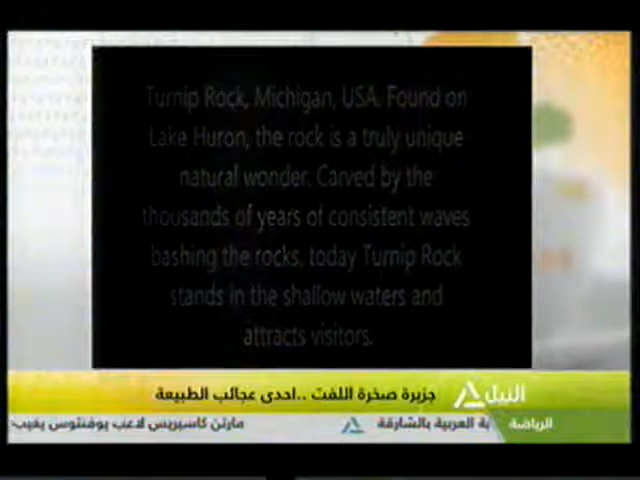 Turnip Rock, Michigan, USA. Found on
Lake Huron, the rock is a truly unique
natural wonder. Carved by the
thousands of years of consistent waves
bashing the rocks, today Turnip Rock
stands in the shallow waters and
attracts visitors.
النيل
جزيرة صخرة اللفت ..احدى عجائب الطبيعة
الرياضة
ية العربية بالشارقة
مارتن كاسيريس لاعب يوفنتوس يغيب